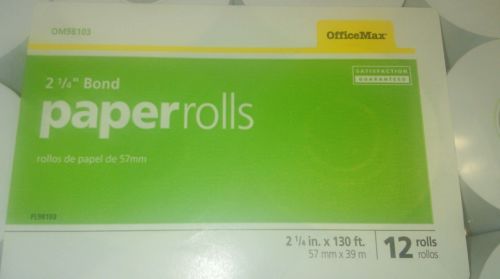 OM98103
OfficeMax
SATISFACTION
GUARANTEED
2 1/4" Bond
paperrolls
rollos de papel de 57mm
PL98103
2 1/4 in. x 130 ft.
57 mm x 39 m
12 rolls
rollos